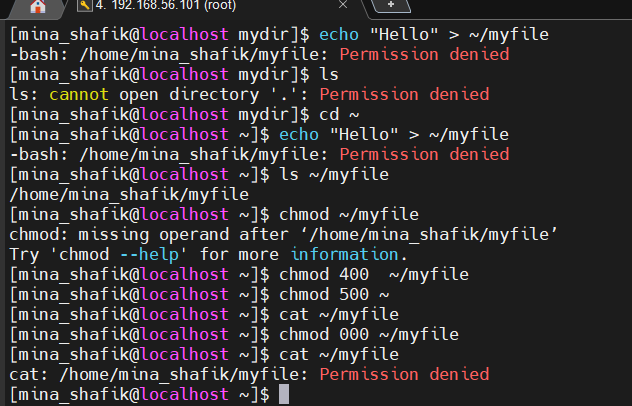 4. 192.168.56.101 (root)
[mina_shafik@localhost mydir]$ echo "Hello" > ~/myfile
-bash: /home/mina_shafik/myfile: Permission denied
[mina_shafik@localhost mydir]$ ls
ls: cannot open directory '.': Permission denied
[mina_shafik@localhost mydir]$ cd ~
[mina_shafik@localhost ~]$ echo "Hello" > ~/myfile
-bash: /home/mina_shafik/myfile: Permission denied
[mina_shafik@localhost ~]$ ls ~/myfile
/home/mina_shafik/myfile
[mina_shafik@localhost ~]$ chmod ~/myfile
chmod: missing operand after ‘/home/mina_shafik/myfile’
Try 'chmod --help' for more information.
[mina_shafik@localhost ~]$ chmod 400  ~/myfile
[mina_shafik@localhost ~]$ chmod 500 ~
[mina_shafik@localhost ~]$ cat ~/myfile
[mina_shafik@localhost ~]$ chmod 000 ~/myfile
[mina_shafik@localhost ~]$ cat ~/myfile
cat: /home/mina_shafik/myfile: Permission denied
[mina_shafik@localhost ~]$